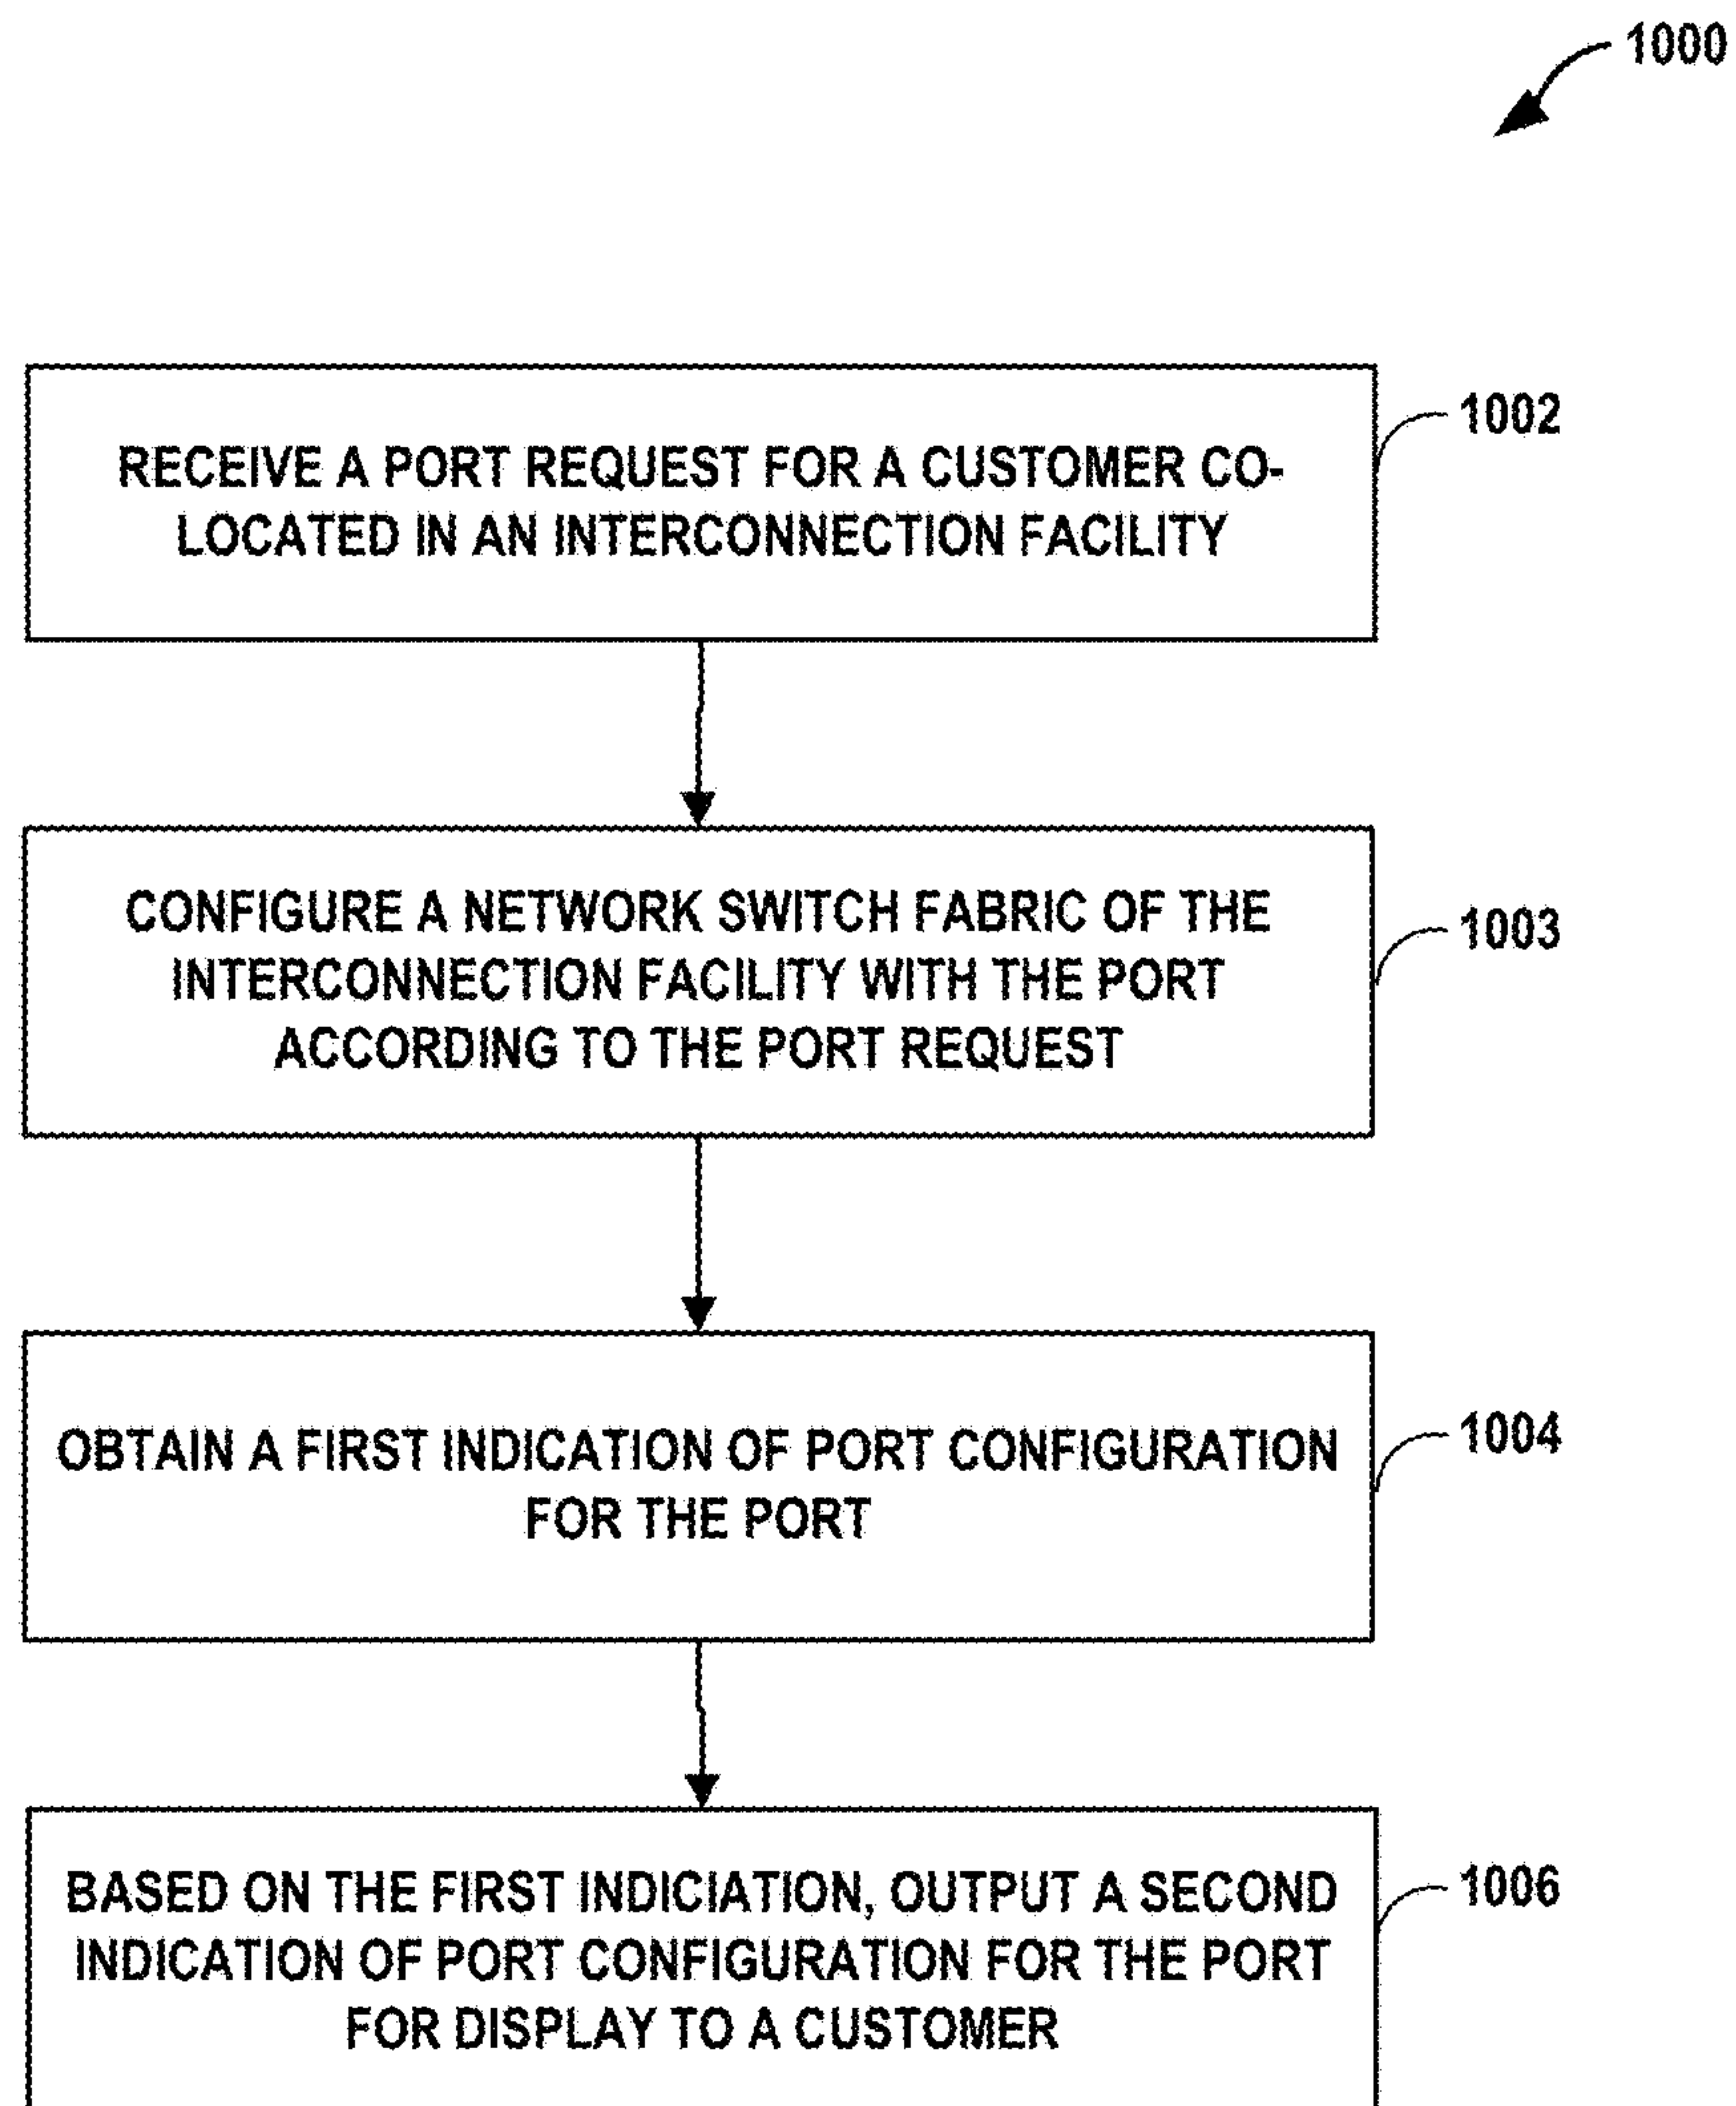 1000
RECEIVE A PORT REQUEST FOR A CUSTOMER CO-
LOCATED IN AN INTERCONNECTION FACILITY
1002
CONFIGURE A NETWORK SWITCH FABRIC OF THE
INTERCONNECTION FACILITY WITH THE PORT
ACCORDING TO THE PORT REQUEST
1003
OBTAIN A FIRST INDICATION OF PORT CONFIGURATION
FOR THE PORT
1004
BASED ON THE FIRST INDICIATION, OUTPUT A SECOND
INDICATION OF PORT CONFIGURATION FOR THE PORT
FOR DISPLAY TO A CUSTOMER
1006